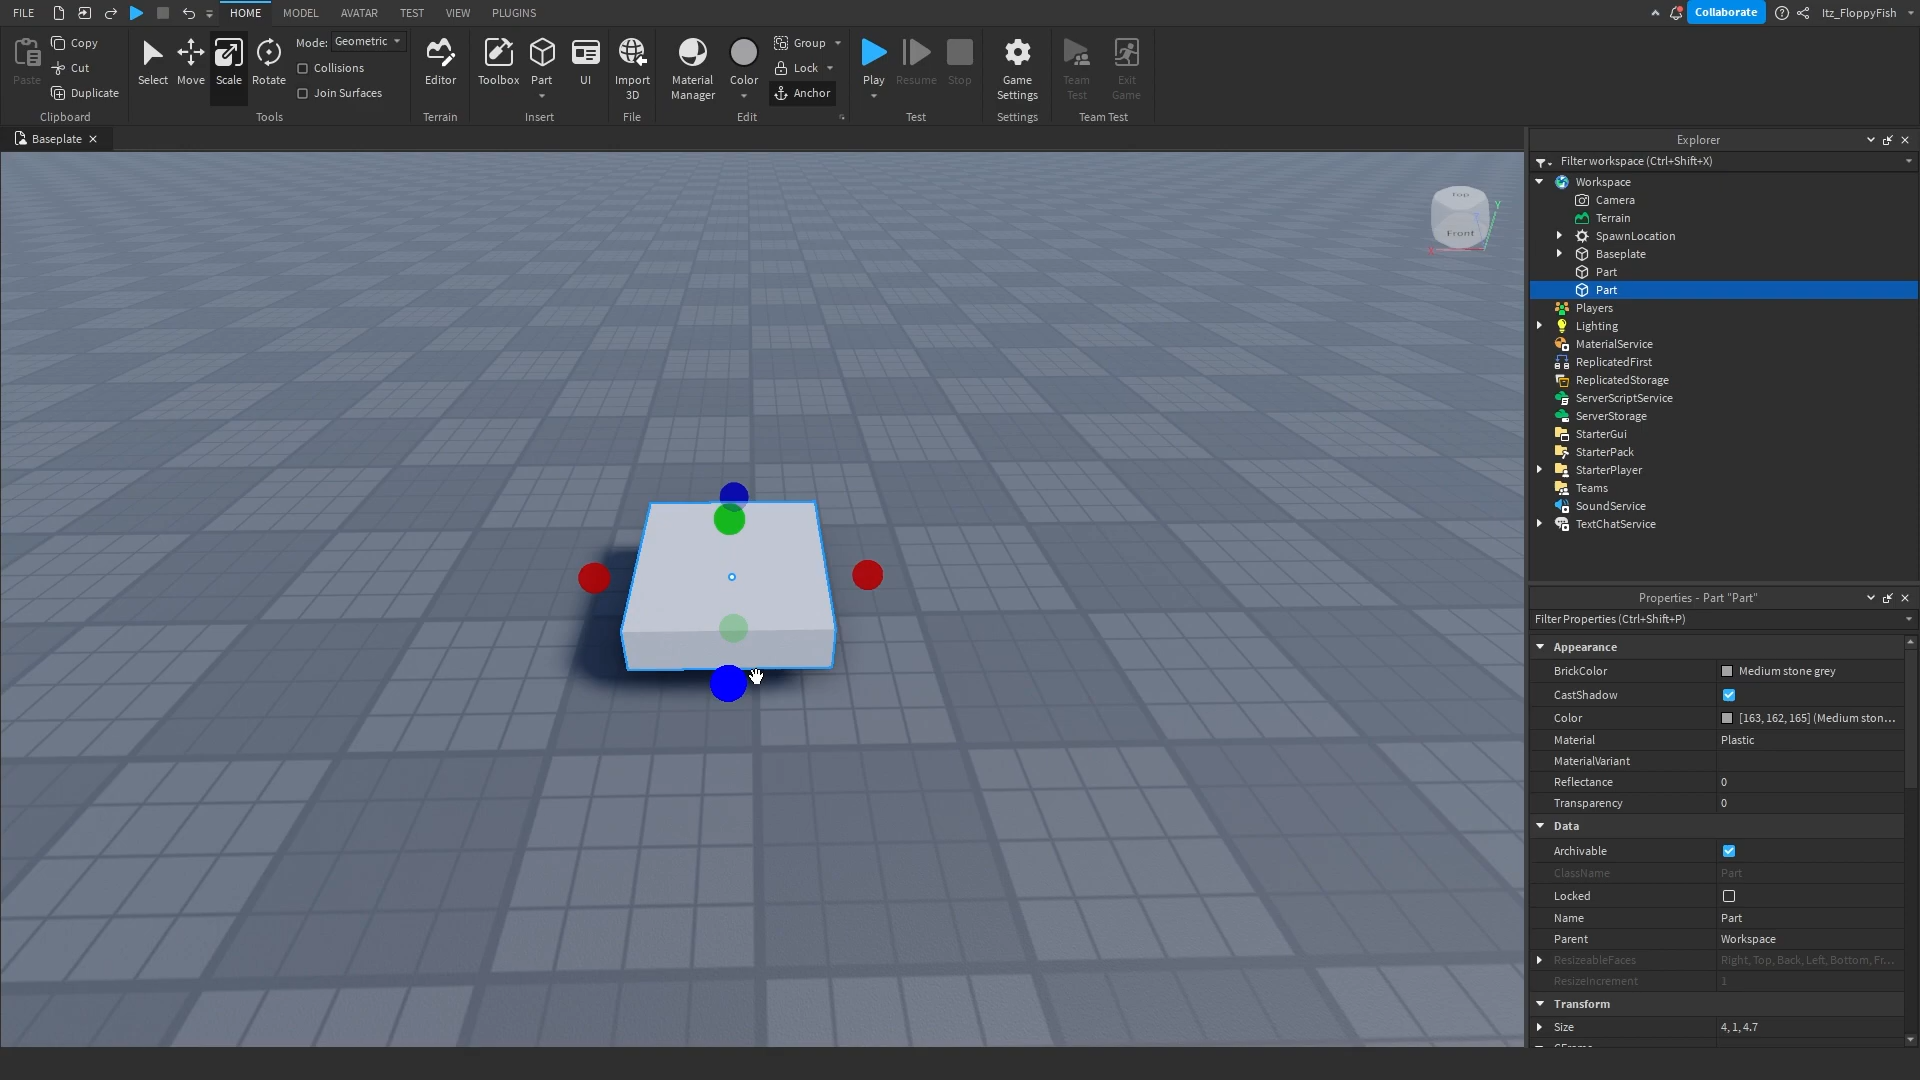 FILE HOME MODEL AVATAR TEST VIEW PLUGINS Collaborate Itz_FloppyFish
Paste Copy Cut Duplicate Clipboard
Select Move Scale Rotate Mode: Geometric Collisions Join Surfaces Tools
Editor Terrain
Toolbox Part UI Insert
Import 3D File
Material Manager Color Group Lock Anchor Edit
Play Resume Stop Test
Game Settings Settings
Team Test Exit Game Team Test
Baseplate
Top
Front
Y
X
Explorer
Filter workspace (Ctrl+Shift+X)
Workspace
Camera
Terrain
SpawnLocation
Baseplate
Part
Part
Players
Lighting
MaterialService
ReplicatedFirst
ReplicatedStorage
ServerScriptService
ServerStorage
StarterGui
StarterPack
StarterPlayer
Teams
SoundService
TextChatService
Properties - Part "Part"
Filter Properties (Ctrl+Shift+P)
Appearance
BrickColor Medium stone grey
CastShadow
Color [163, 162, 165] (Medium ston...
Material Plastic
MaterialVariant
Reflectance 0
Transparency 0
Data
Archivable
ClassName Part
Locked
Name Part
Parent Workspace
ResizeableFaces Right, Top, Back, Left, Bottom, Fr...
ResizeIncrement 1
Transform
Size 4, 1, 4.7